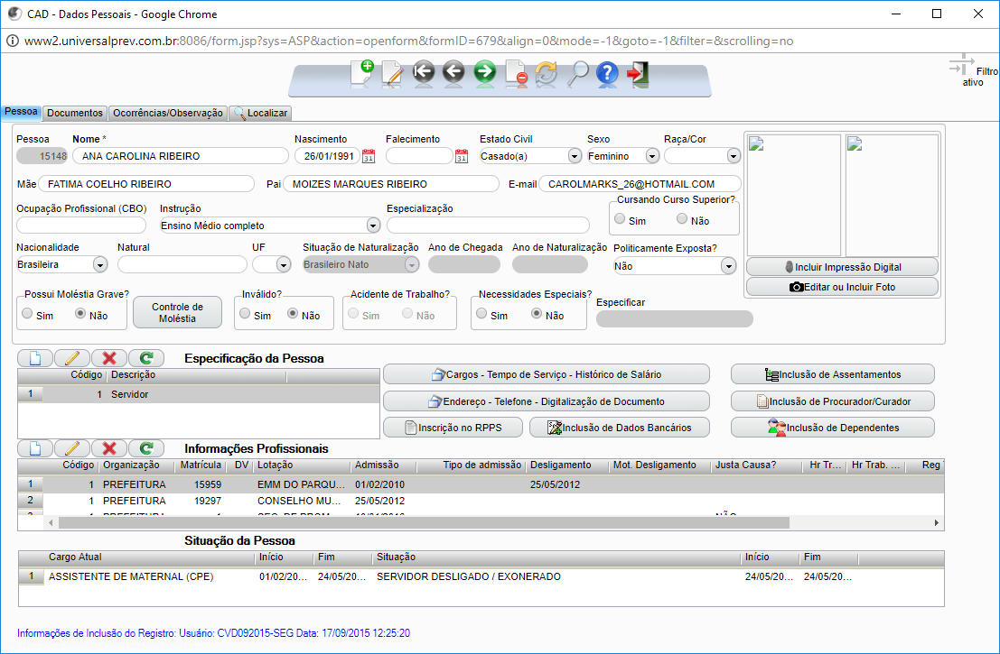 CAD - Dados Pessoais - Google Chrome
www2.universalprev.com.br:8086/form.jsp?sys=ASP&action=openform&formID=679&align=0&mode=-1&goto=-1&filter=&scrolling=no
Filtro
ativo
Pessoa Documentos Ocorrências/Observação Localizar
Pessoa Nome * Nascimento Falecimento Estado Civil Sexo Raça/Cor
15148 ANA CAROLINA RIBEIRO 26/01/1991 Casado(a) Feminino
Mãe FATIMA COELHO RIBEIRO Pai MOIZES MARQUES RIBEIRO E-mail CAROLMARKS_26@HOTMAIL.COM
Ocupação Profissional (CBO) Instrução Especialização Cursando Curso Superior?
Ensino Médio completo Sim Não
Nacionalidade Natural UF Situação de Naturalização Ano de Chegada Ano de Naturalização Politicamente Exposta?
Brasileira Brasileiro Nato Não
Incluir Impressão Digital
Editar ou Incluir Foto
Possui Moléstia Grave? Inválido? Acidente de Trabalho? Necessidades Especiais? Especificar
Sim Não Controle de Moléstia Sim Não Sim Não Sim Não
Especificação da Pessoa
Código Descrição
1 1 Servidor
Cargos - Tempo de Serviço - Histórico de Salário Inclusão de Assentamentos
Endereço - Telefone - Digitalização de Documento Inclusão de Procurador/Curador
Inscrição no RPPS Inclusão de Dados Bancários Inclusão de Dependentes
Informações Profissionais
Código Organização Matrícula DV Lotação Admissão Tipo de admissão Desligamento Mot. Desligamento Justa Causa? Hr Tr... Hr Trab. ... Reg
1 1 PREFEITURA 15959 EMM DO PARQU... 01/02/2010 25/05/2012
2 1 PREFEITURA 19297 CONSELHO MU... 25/05/2012
Situação da Pessoa
Cargo Atual Início Fim Situação Início Fim
1 ASSISTENTE DE MATERNAL (CPE) 01/02/20... 24/05/20... SERVIDOR DESLIGADO / EXONERADO 24/05/20... 24/05/20...
Informações de Inclusão do Registro: Usuário: CVD092015-SEG Data: 17/09/2015 12:25:20